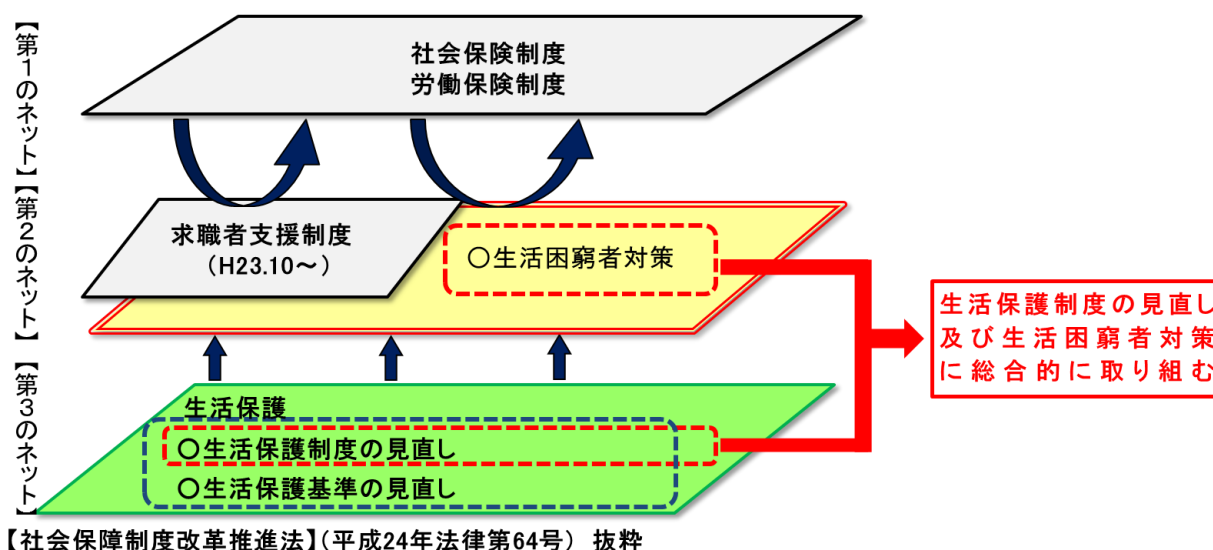 【第1のネット】
社会保険制度
労働保険制度
【第2のネット】
求職者支援制度
（H23.10～）
○生活困窮者対策
生活保護制度の見直し
及び生活困窮者対策
に総合的に取り組む
【第3のネット】
生活保護
○生活保護制度の見直し
○生活保護基準の見直し
【社会保障制度改革推進法】（平成24年法律第64号） 抜粋